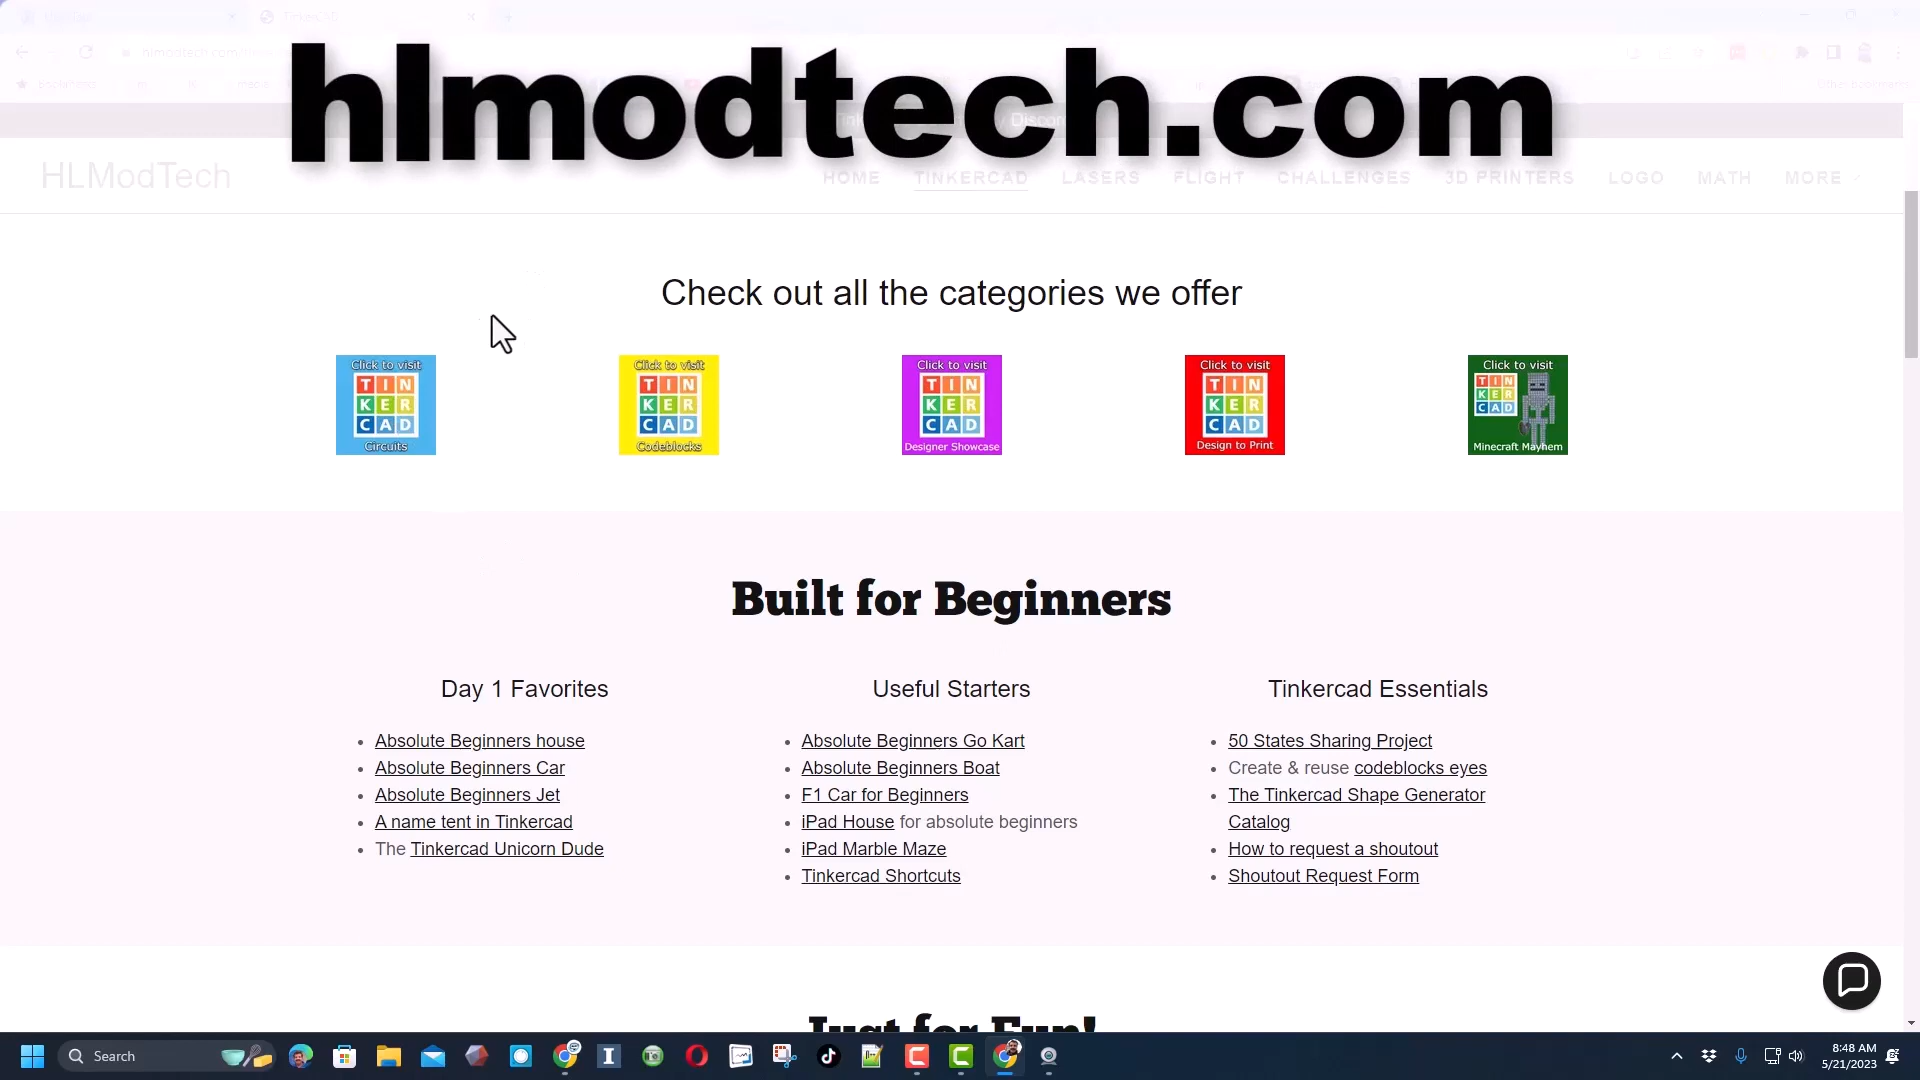 hlmodtech.com
HLModTech
HOME TINKERCAD LASERS FLIGHT CHALLENGES 3D PRINTERS LOGO MATH MORE
Check out all the categories we offer
Click to visit
TIN
KER
CAD
Circuits
Click to visit
TIN
KER
CAD
Codeblocks
Click to visit
TIN
KER
CAD
Designer Showcase
Click to visit
TIN
KER
CAD
Design to Print
Click to visit
TIN
KER
CAD
Minecraft Mayhem
Built for Beginners
Day 1 Favorites
Absolute Beginners house
Absolute Beginners Car
Absolute Beginners Jet
A name tent in Tinkercad
The Tinkercad Unicorn Dude
Useful Starters
Absolute Beginners Go Kart
Absolute Beginners Boat
F1 Car for Beginners
iPad House for absolute beginners
iPad Marble Maze
Tinkercad Shortcuts
Tinkercad Essentials
50 States Sharing Project
Create & reuse codeblocks eyes
The Tinkercad Shape Generator
Catalog
How to request a shoutout
Shoutout Request Form
Just for Fun!
Search
8:48 AM
5/21/2023